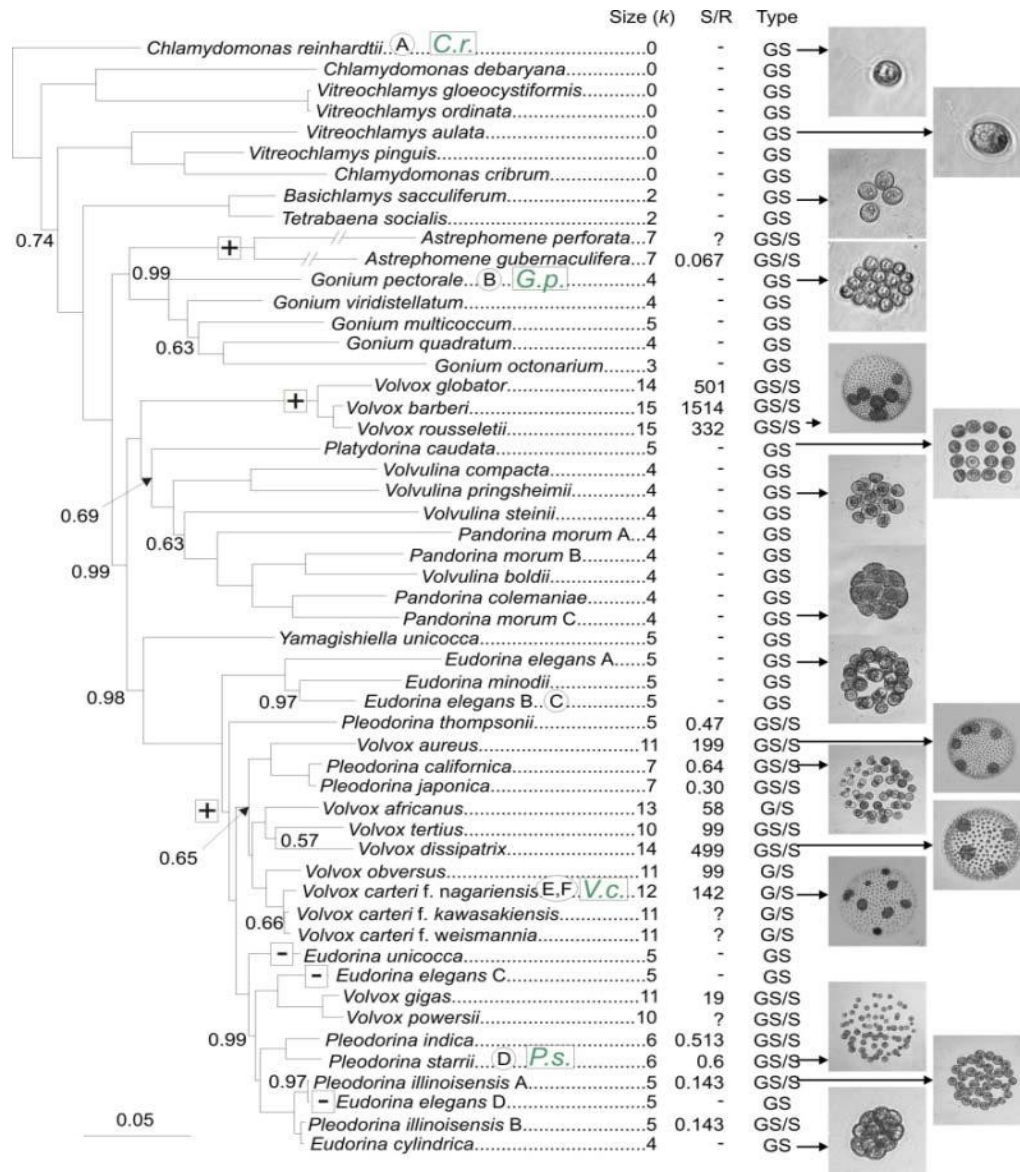 Size (k) S/R Type
Chlamydomonas reinhardtii...(A)...C.r......0 - GS
Chlamydomonas debaryana............0 - GS
Vitreochlamys gloeocystiformis............0 - GS
Vitreochlamys ordinata............0 - GS
Vitreochlamys aulata............0 - GS
Vitreochlamys pinguis............0 - GS
Chlamydomonas cribrum............0 - GS
Basichlamys sacculiferum............2 - GS
Tetrabaena socialis............2 - GS
0.74
+ Astrephomene perforata...7 ? GS/S
Astrephomene gubernaculifera...7 0.067 GS/S
0.99
Gonium pectorale...B...G.p.......4 - GS
Gonium viridistellatum............4 - GS
Gonium multicoccum............5 - GS
0.63 Gonium quadratum............4 - GS
Gonium octonarium............3 - GS
Volvox globator............14 501 GS/S
+ Volvox barberi............15 1514 GS/S
Volvox rousseletii............15 332 GS/S
Platydorina caudata............5 - GS
Volvulina compacta............4 - GS
Volvulina pringsheimii............4 - GS
0.69 Volvulina steinii............4 - GS
0.63 Pandorina morum A...4 - GS
Pandorina morum B............4 - GS
0.99 Volvulina boldii............4 - GS
Pandorina colemaniae.......4 - GS
Pandorina morum C.......4 - GS
Yamagishiella unicocca............5 - GS
Eudorina elegans A...5 - GS
Eudorina minodii............5 - GS
0.98 0.97 Eudorina elegans B...C......5 - GS
Pleodorina thompsonii............5 0.47 GS/S
Volvox aureus............11 199 GS/S
Pleodorina californica............7 0.64 GS/S
Pleodorina japonica............7 0.30 GS/S
+ Volvox africanus............13 58 G/S
0.57 Volvox tertius............10 99 GS/S
0.65 Volvox dissipatrix............14 499 GS/S
Volvox obversus............11 99 G/S
Volvox carteri f. nagariensis E,F V.c. 12 142 G/S
0.66 Volvox carteri f. kawasakiensis......11 ? G/S
Volvox carteri f. weismannia......11 ? G/S
- Eudorina unicocca............5 - GS
- Eudorina elegans C............5 - GS
Volvox gigas............11 19 GS/S
Volvox powersii............10 ? GS/S
0.99 Pleodorina indica............6 0.513 GS/S
Pleodorina starrii...D...P.s.......6 0.6 GS/S
0.97 Pleodorina illinoisensis A............5 0.143 GS/S
- Eudorina elegans D............5 - GS
0.05 Pleodorina illinoisensis B............5 0.143 GS/S
Eudorina cylindrica............4 - GS